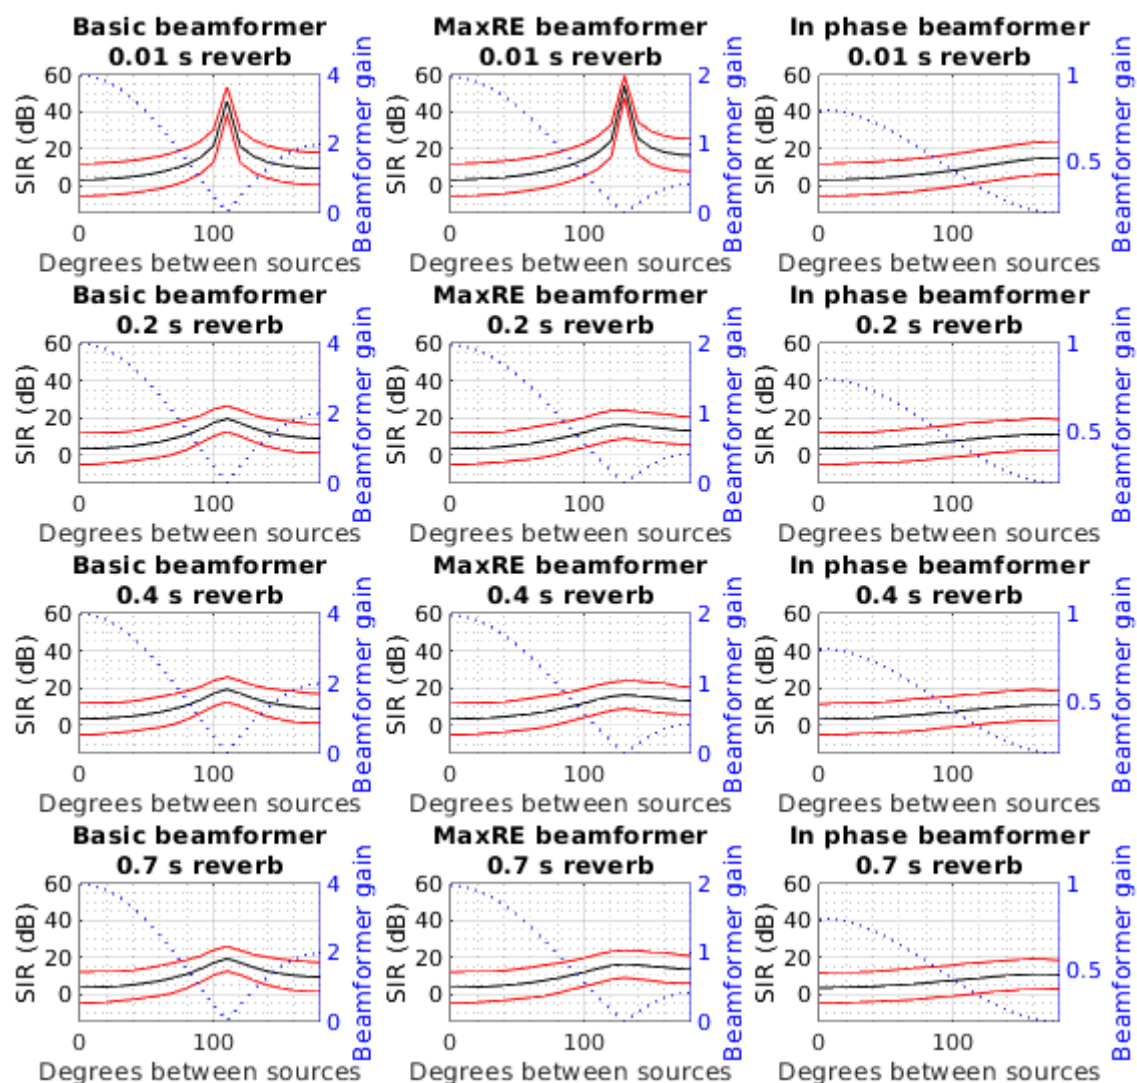 Basic beamformer
0.01 s reverb
MaxRE beamformer
0.01 s reverb
In phase beamformer
0.01 s reverb
SIR (dB)
60
40
20
0
0
100
Degrees between sources
4
2
0
Beamformer gain
SIR (dB)
60
40
20
0
0
100
Degrees between sources
2
1
0
Beamformer gain
SIR (dB)
60
40
20
0
0
100
Degrees between sources
1
0.5
Beamformer gain
Basic beamformer
0.2 s reverb
MaxRE beamformer
0.2 s reverb
In phase beamformer
0.2 s reverb
SIR (dB)
60
40
20
0
0
100
Degrees between sources
4
2
0
Beamformer gain
SIR (dB)
60
40
20
0
0
100
Degrees between sources
2
1
0
Beamformer gain
SIR (dB)
60
40
20
0
0
100
Degrees between sources
1
0.5
Beamformer gain
Basic beamformer
0.4 s reverb
MaxRE beamformer
0.4 s reverb
In phase beamformer
0.4 s reverb
SIR (dB)
60
40
20
0
0
100
Degrees between sources
4
2
0
Beamformer gain
SIR (dB)
60
40
20
0
0
100
Degrees between sources
2
1
0
Beamformer gain
SIR (dB)
60
40
20
0
0
100
Degrees between sources
1
0.5
Beamformer gain
Basic beamformer
0.7 s reverb
MaxRE beamformer
0.7 s reverb
In phase beamformer
0.7 s reverb
SIR (dB)
60
40
20
0
0
100
Degrees between sources
4
2
0
Beamformer gain
SIR (dB)
60
40
20
0
0
100
Degrees between sources
2
1
0
Beamformer gain
SIR (dB)
60
40
20
0
0
100
Degrees between sources
1
0.5
Beamformer gain